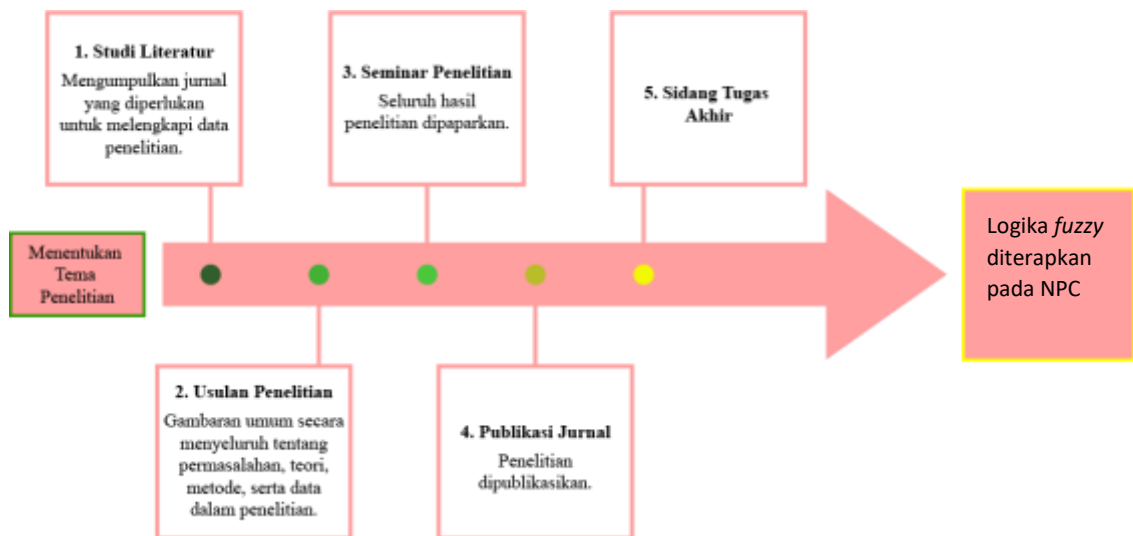 Menentukan
Tema
Penelitian
1. Studi Literatur
Mengumpulkan jurnal
yang diperlukan
untuk melengkapi data
penelitian.
2. Usulan Penelitian
Gambaran umum secara
menyeluruh tentang
permasalahan, teori,
metode, serta data
dalam penelitian.
3. Seminar Penelitian
Seluruh hasil
penelitian dipaparkan.
4. Publikasi Jurnal
Penelitian
dipublikasikan.
5. Sidang Tugas
Akhir
Logika fuzzy
diterapkan
pada NPC